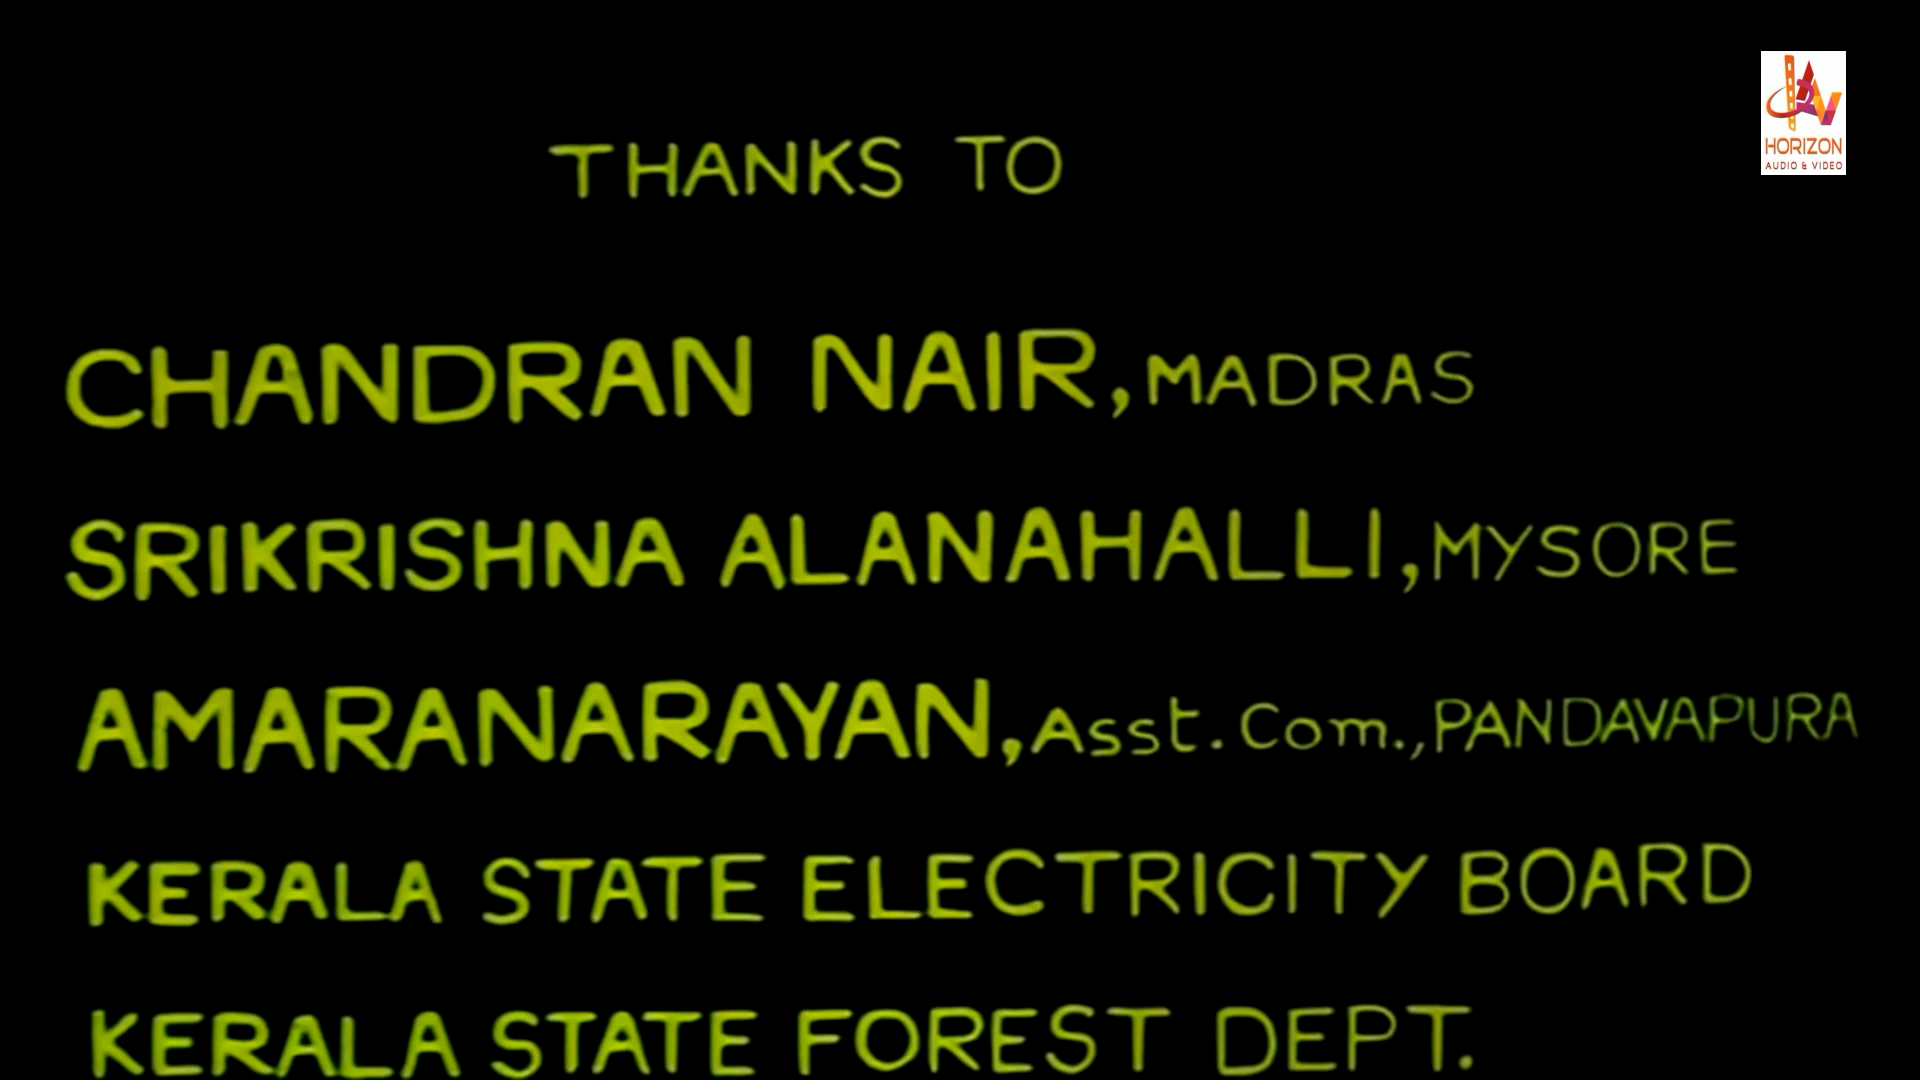 THANKS TO
HORIZON
AUDIO & VIDEO
CHANDRAN NAIR, MADRAS
SRIKRISHNA ALANAHALLI, MYSORE
AMARANARAYAN, Asst. Com., PANDAVAPURA
KERALA STATE ELECTRICITY BOARD
KERALA STATE FOREST DEPT.